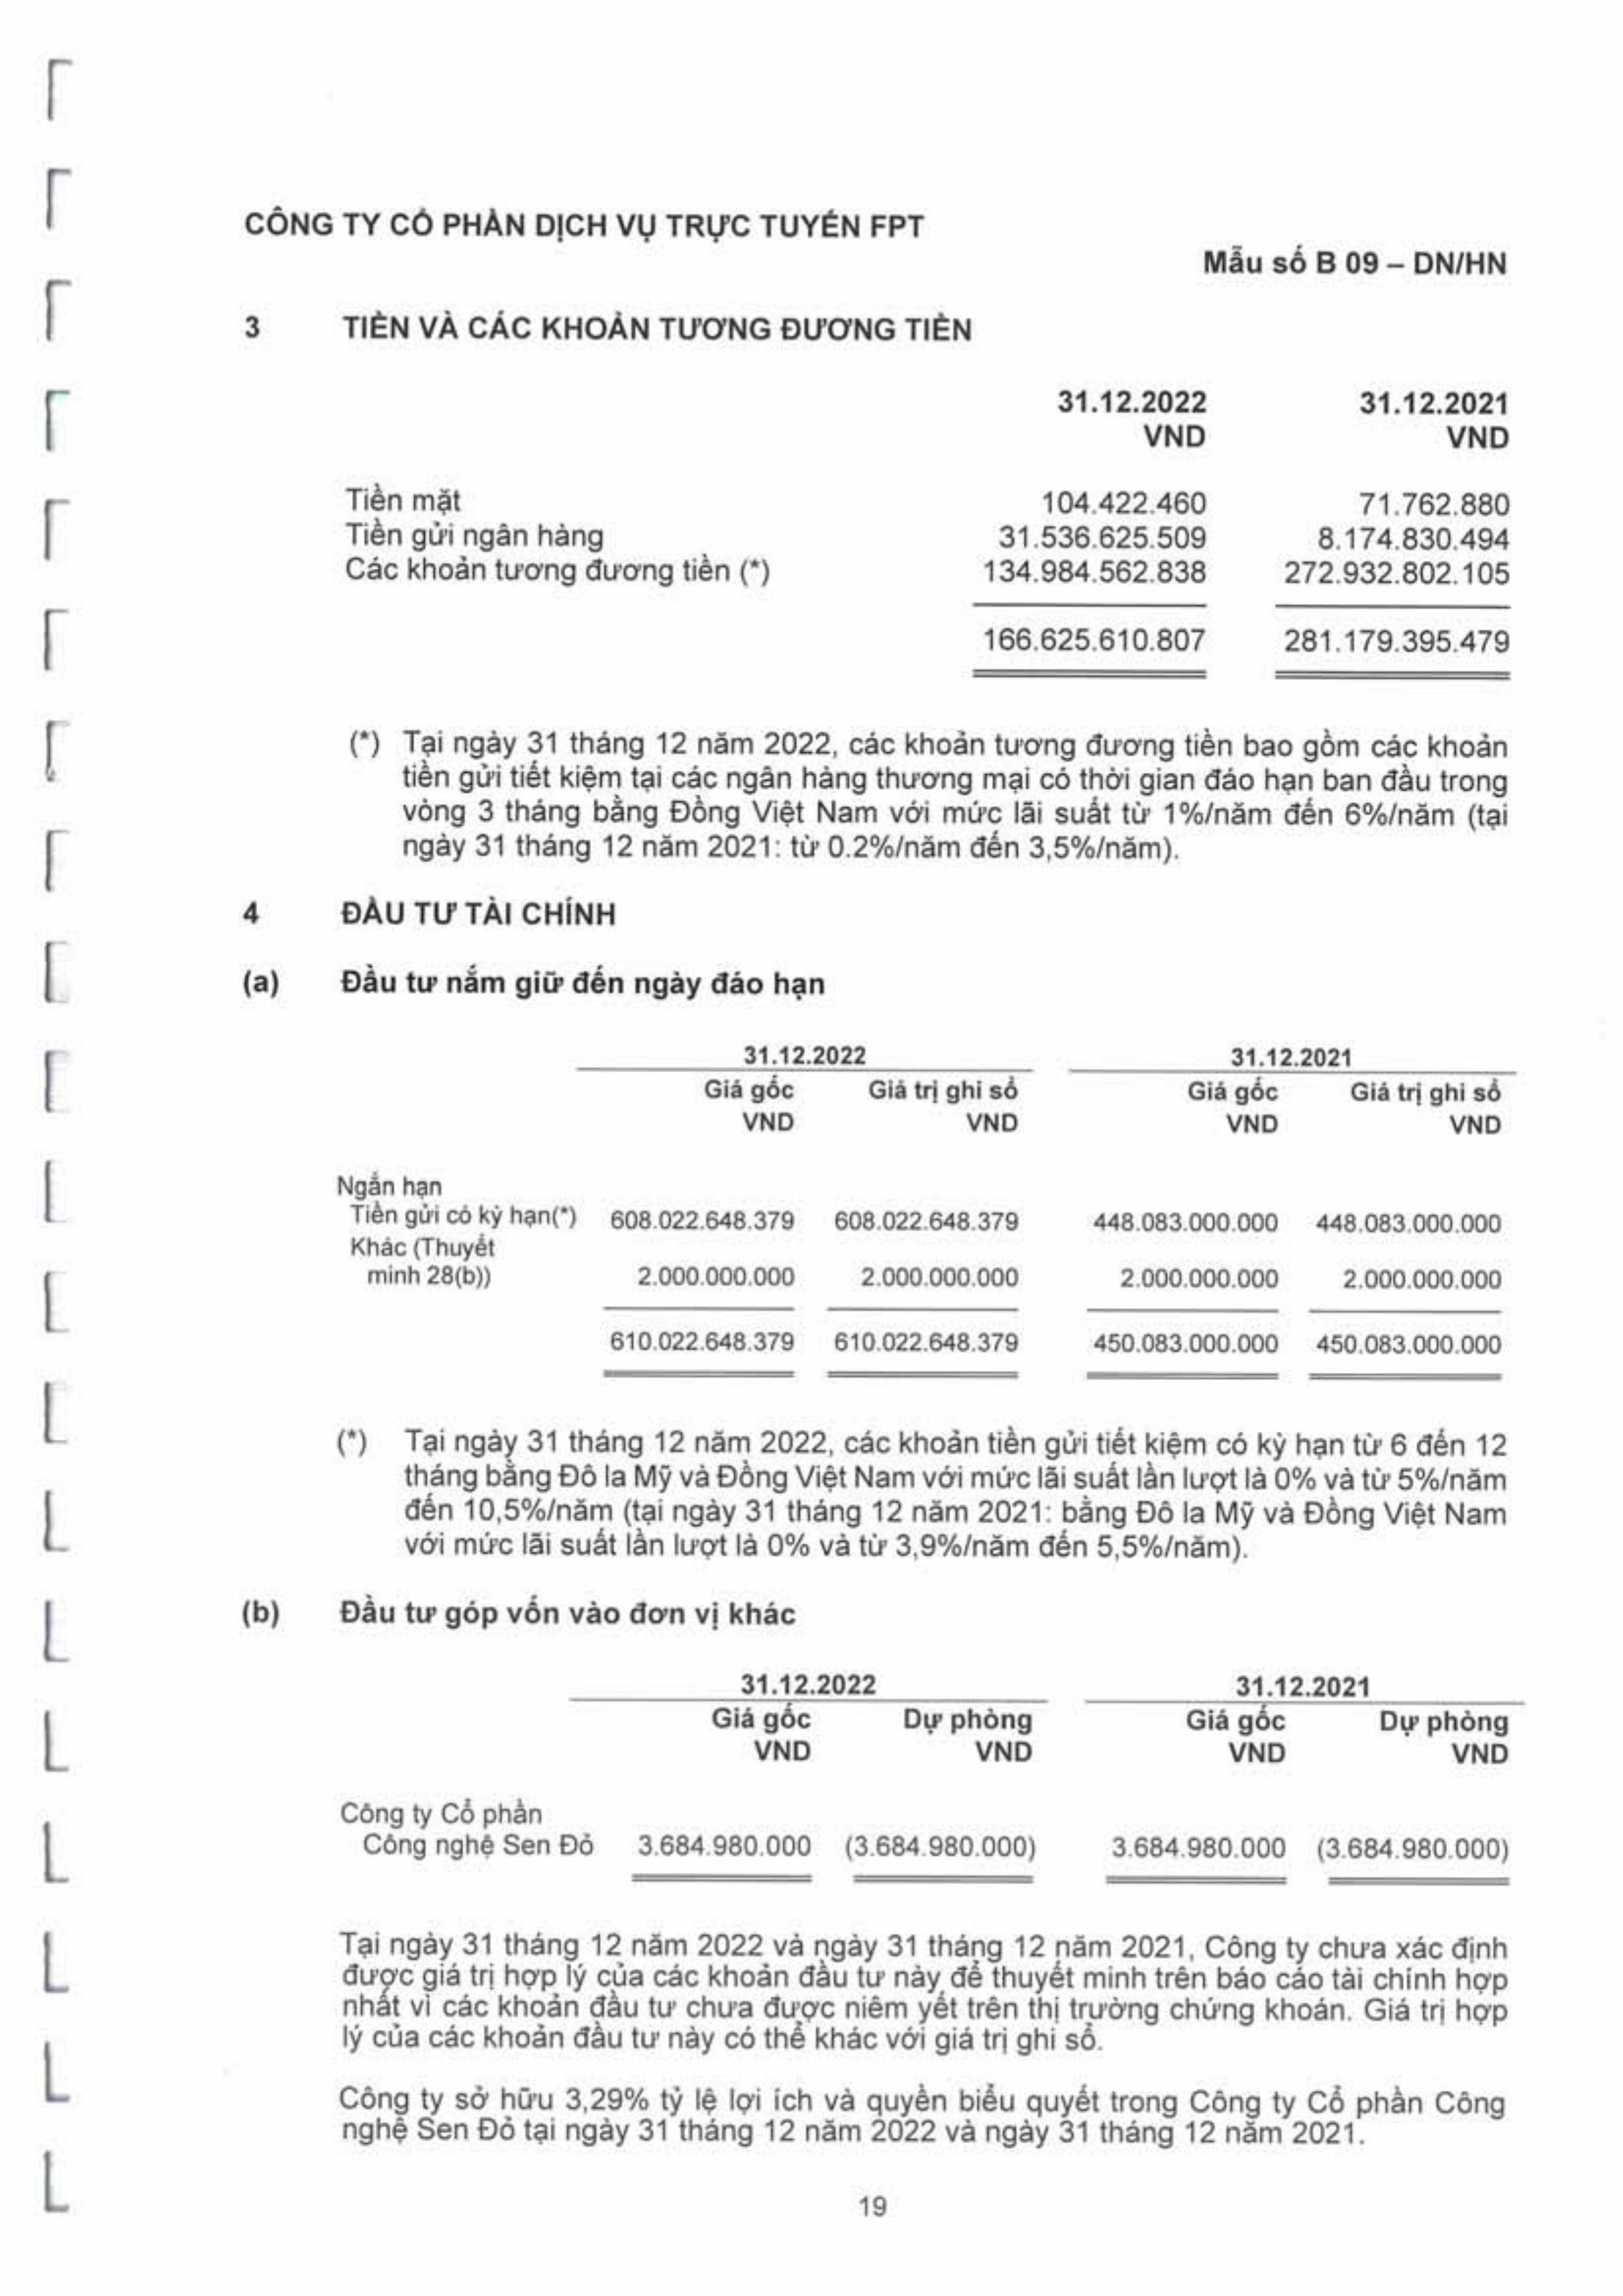 CÔNG TY CỔ PHẦN DỊCH VỤ TRỰC TUYẾN FPT
Mẫu số B 09 – DN/HN
3 TIỀN VÀ CÁC KHOẢN TƯƠNG ĐƯƠNG TIỀN
31.12.2022 31.12.2021
VND VND
Tiền mặt 104.422.460 71.762.880
Tiền gửi ngân hàng 31.536.625.509 8.174.830.494
Các khoản tương đương tiền (*) 134.984.562.838 272.932.802.105
166.625.610.807 281.179.395.479
(*) Tại ngày 31 tháng 12 năm 2022, các khoản tương đương tiền bao gồm các khoản
tiền gửi tiết kiệm tại các ngân hàng thương mại có thời gian đáo hạn ban đầu trong
vòng 3 tháng bằng Đồng Việt Nam với mức lãi suất từ 1%/năm đến 6%/năm (tại
ngày 31 tháng 12 năm 2021: từ 0.2%/năm đến 3,5%/năm).
4 ĐẦU TƯ TÀI CHÍNH
(a) Đầu tư nắm giữ đến ngày đáo hạn
31.12.2022 31.12.2021
Giá gốc Giá trị ghi sổ Giá gốc Giá trị ghi sổ
VND VND VND VND
Ngắn hạn
Tiền gửi có kỳ hạn(*) 608.022.648.379 608.022.648.379 448.083.000.000 448.083.000.000
Khác (Thuyết
minh 28(b)) 2.000.000.000 2.000.000.000 2.000.000.000 2.000.000.000
610.022.648.379 610.022.648.379 450.083.000.000 450.083.000.000
(*) Tại ngày 31 tháng 12 năm 2022, các khoản tiền gửi tiết kiệm có kỳ hạn từ 6 đến 12
tháng bằng Đô la Mỹ và Đồng Việt Nam với mức lãi suất lần lượt là 0% và từ 5%/năm
đến 10,5%/năm (tại ngày 31 tháng 12 năm 2021: bằng Đô la Mỹ và Đồng Việt Nam
với mức lãi suất lần lượt là 0% và từ 3,9%/năm đến 5,5%/năm).
(b) Đầu tư góp vốn vào đơn vị khác
31.12.2022 31.12.2021
Giá gốc Dự phòng Giá gốc Dự phòng
VND VND VND VND
Công ty Cổ phần
Công nghệ Sen Đỏ 3.684.980.000 (3.684.980.000) 3.684.980.000 (3.684.980.000)
Tại ngày 31 tháng 12 năm 2022 và ngày 31 tháng 12 năm 2021, Công ty chưa xác định
được giá trị hợp lý của các khoản đầu tư này để thuyết minh trên báo cáo tài chính hợp
nhất vì các khoản đầu tư chưa được niêm yết trên thị trường chứng khoán. Giá trị hợp
lý của các khoản đầu tư này có thể khác với giá trị ghi sổ.
Công ty sở hữu 3,29% tỷ lệ lợi ích và quyền biểu quyết trong Công ty Cổ phần Công
nghệ Sen Đỏ tại ngày 31 tháng 12 năm 2022 và ngày 31 tháng 12 năm 2021.
19